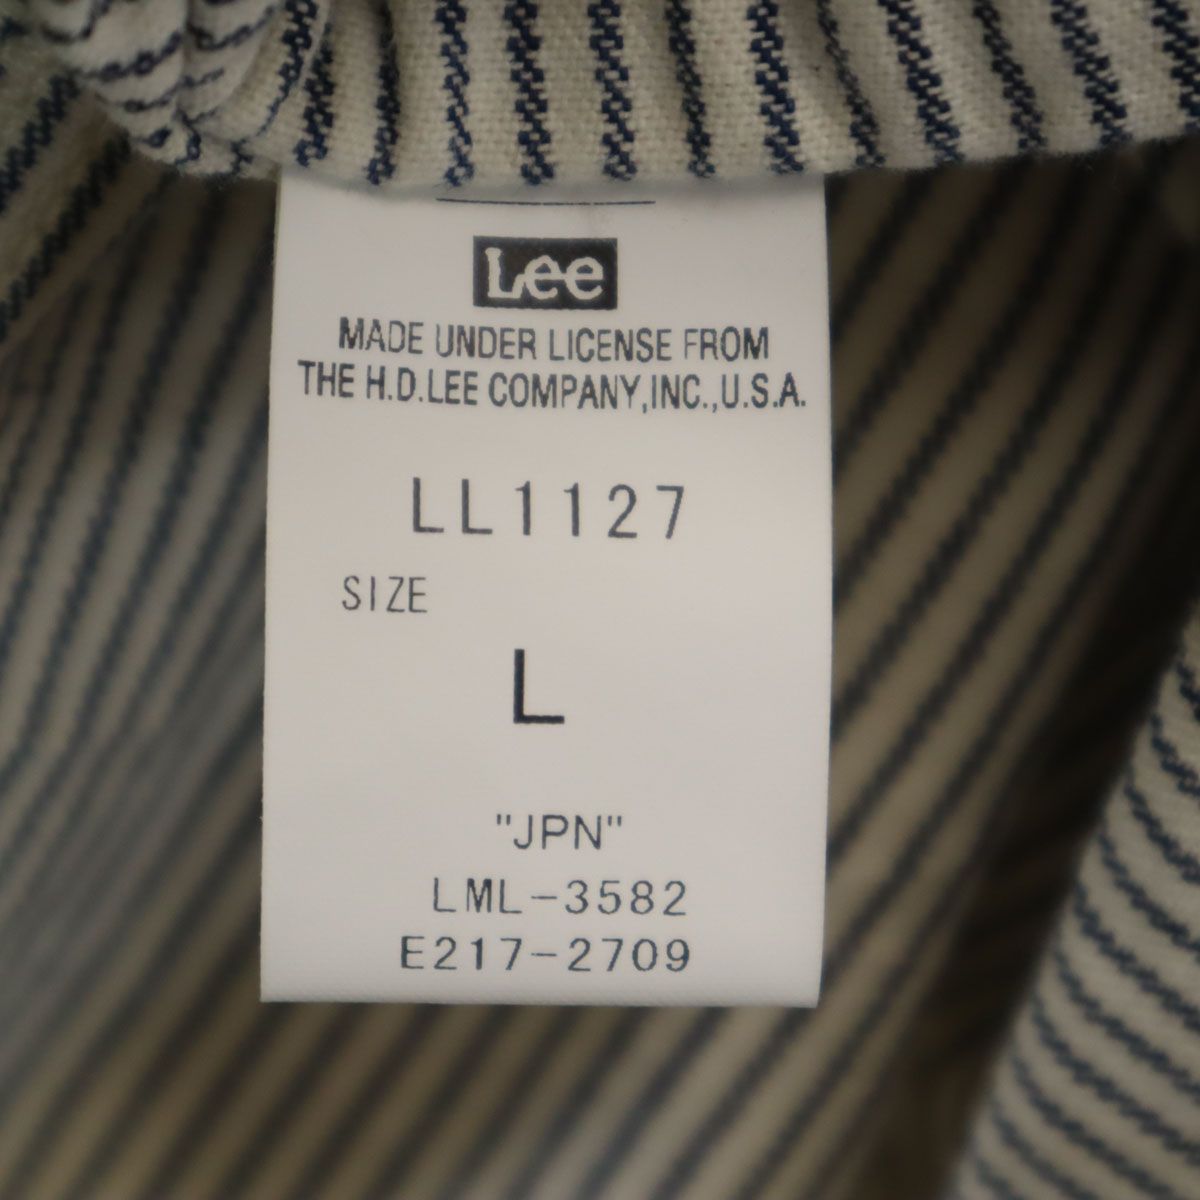 Lee
MADE UNDER LICENSE FROM
THE H.D.LEE COMPANY,INC.,U.S.A.
LL1127
SIZE
L
"JPN"
LML-3582
E217-2709